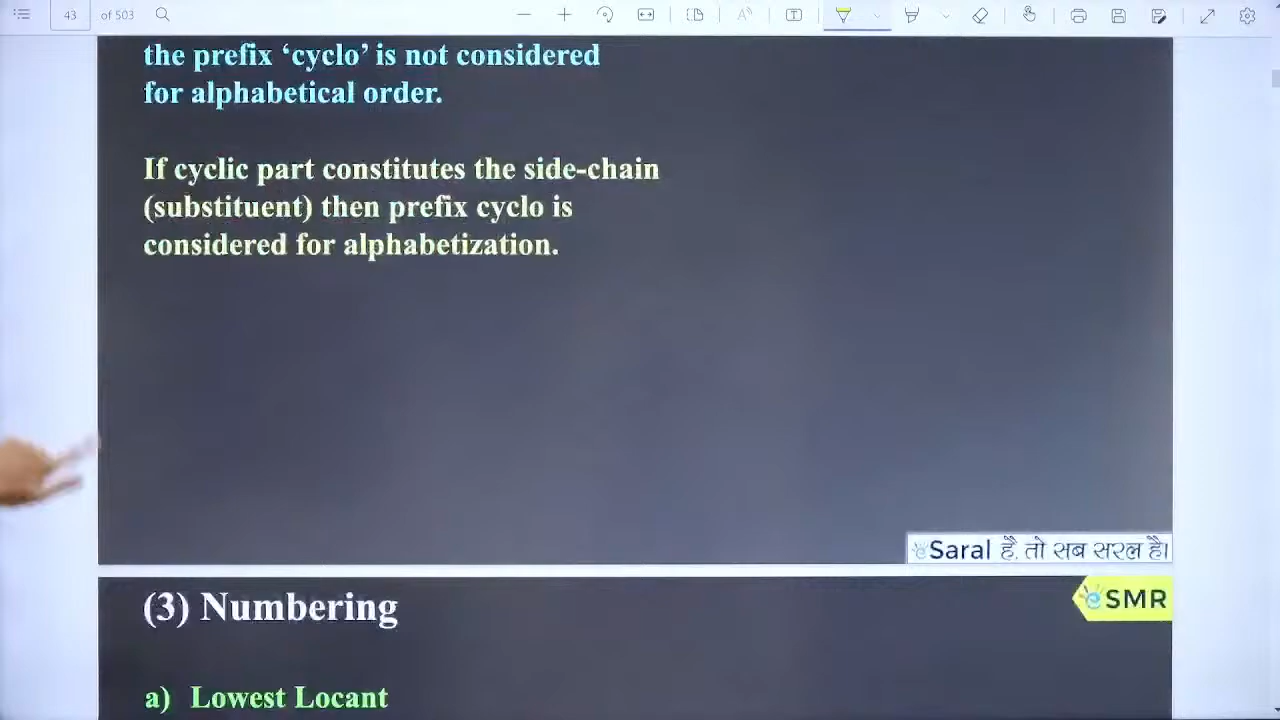 43 of 503
the prefix ‘cyclo’ is not considered
for alphabetical order.
If cyclic part constitutes the side-chain
(substituent) then prefix cyclo is
considered for alphabetization.
eSaral है, तो सब सरल है।
(3) Numbering
e SMR
a) Lowest Locant